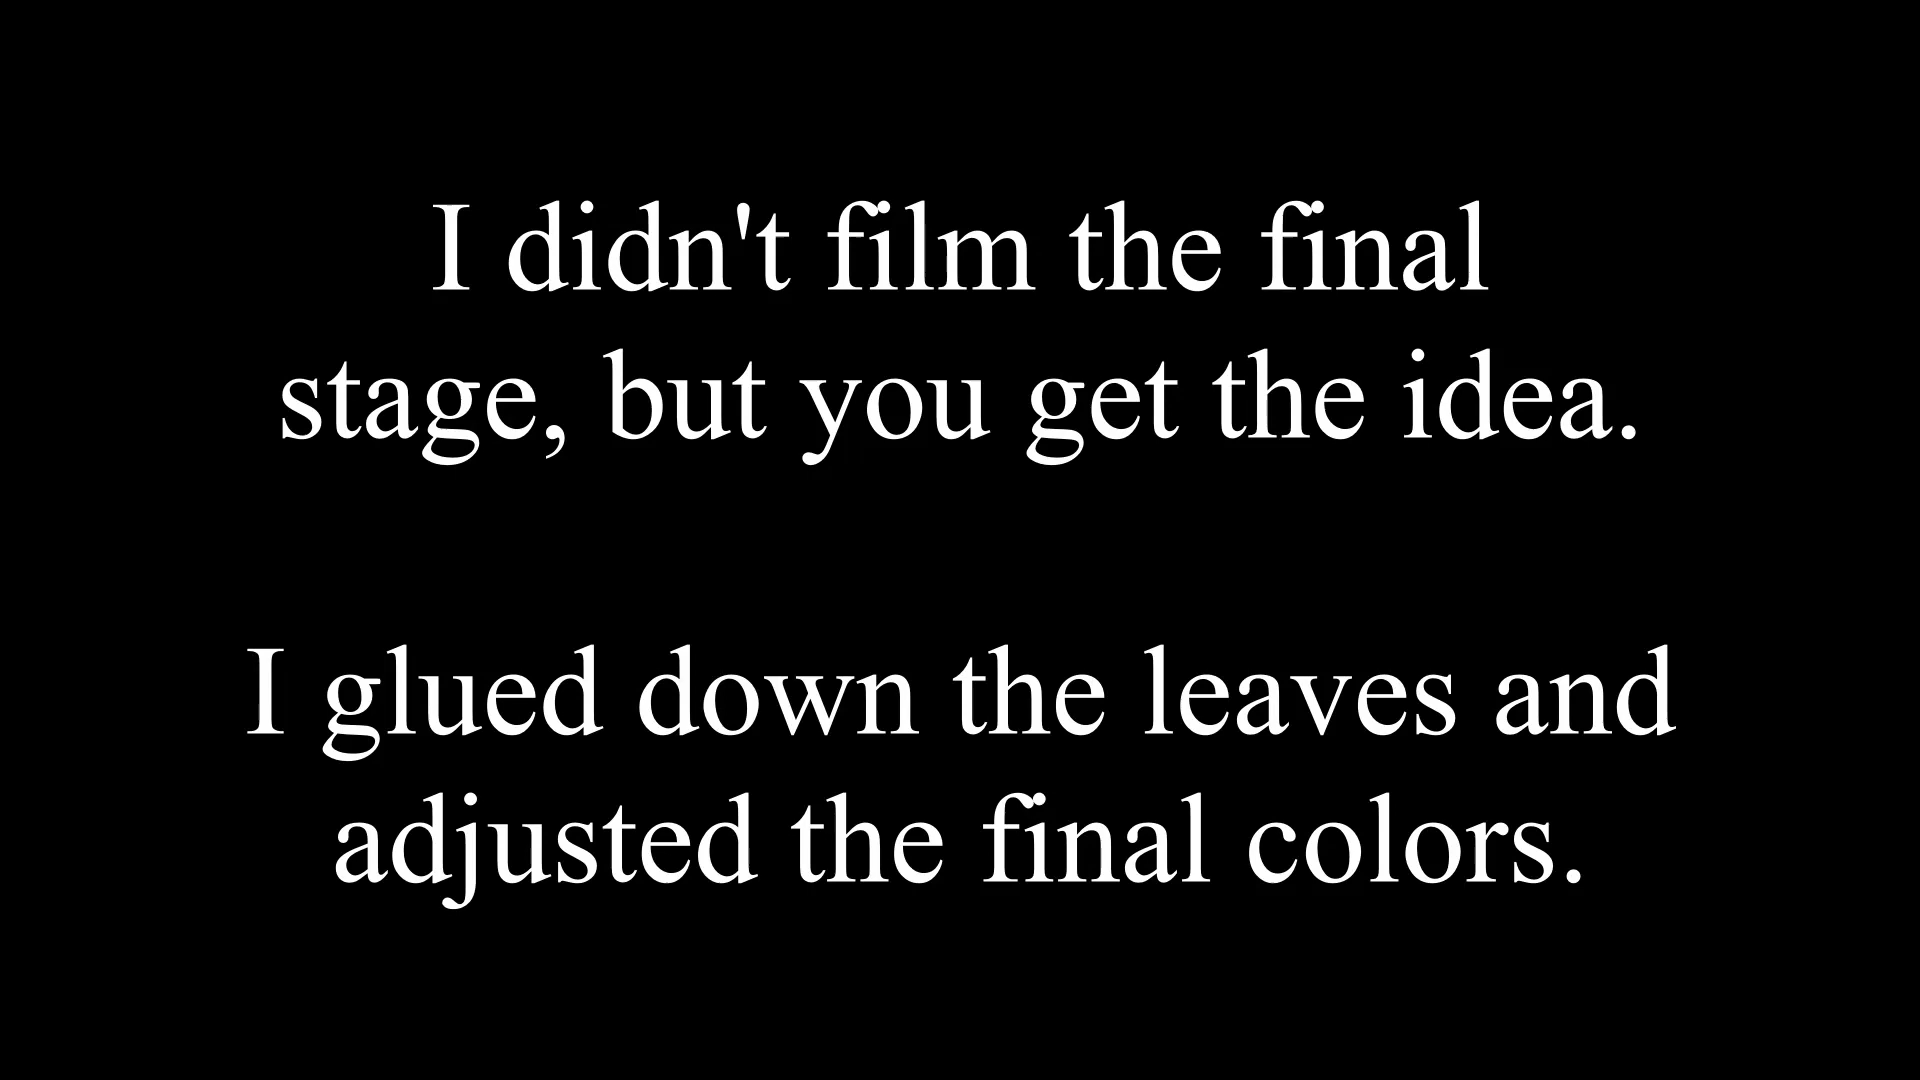 I didn't film the final
stage, but you get the idea.
I glued down the leaves and
adjusted the final colors.